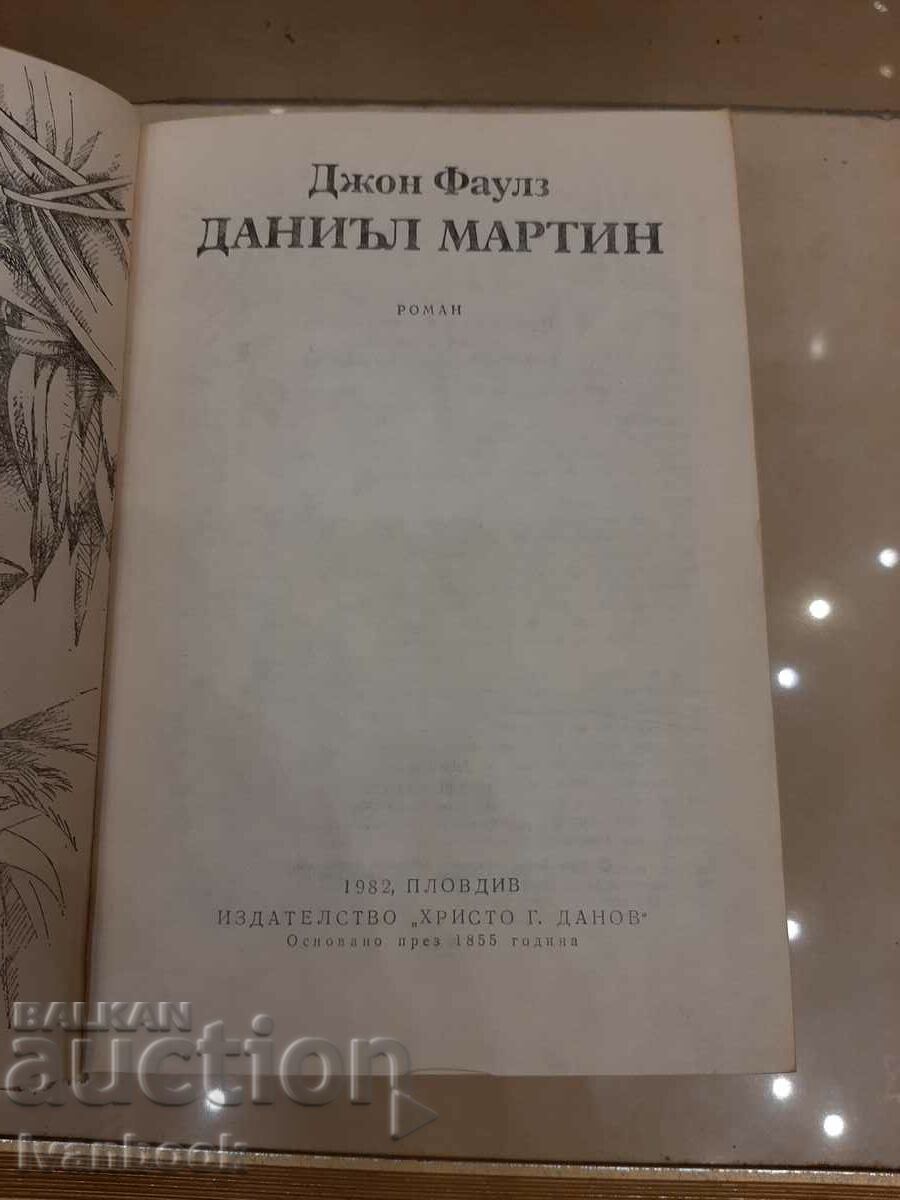 Джон Фаулз
ДАНИЪЛ МАРТИН
РОМАН
1982, ПЛОВДИВ
ИЗДАТЕЛСТВО „ХРИСТО Г. ДАНОВ“
Основано през 1855 година
BALKAN
auction
Ivanbook